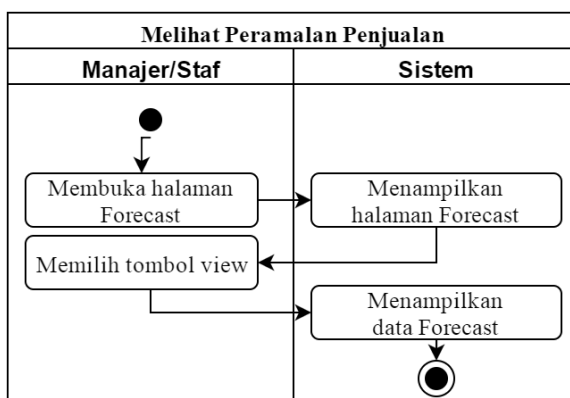 Melihat Peramalan Penjualan
Manajer/Staf
Sistem
Membuka halaman
Forecast
Menampilkan
halaman Forecast
Memilih tombol view
Menampilkan
data Forecast